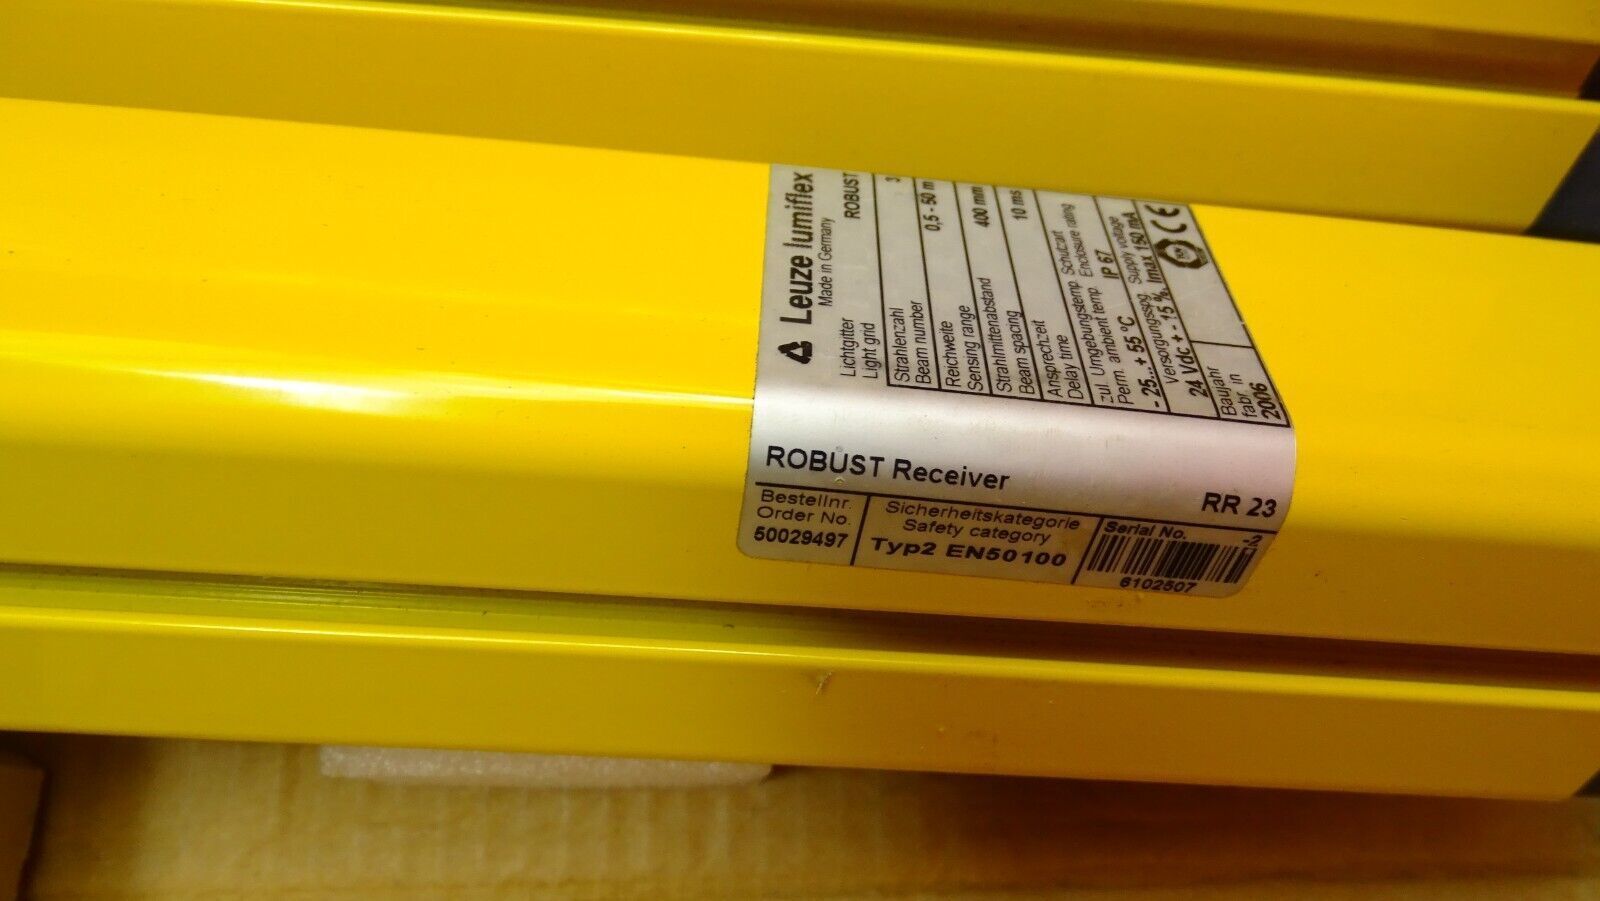 Leuze lumiflex
Made in Germany
Lichtgitter
Light grid ROBUST
Strahlenzahl
Beam number 3
Reichweite
Sensing range 0,5 - 50 m
Strahlmittenabstand
Beam spacing 400 mm
Ansprechzeit
Delay time 10 ms
zul. Umgebungstemp. Schutzart
Perm. ambient temp. Enclosure rating
- 25... + 55 °C IP 67
Versorgungsspg. Supply voltage
24 Vdc + - 15 %, Imax 150 mA
Baujahr
fabr. in
2006
CE
ROBUST Receiver RR 23
Bestellnr.
Order No.
50029497
Sicherheitskategorie
Safety category
Typ2 EN50100
Serial No. -2
6102507